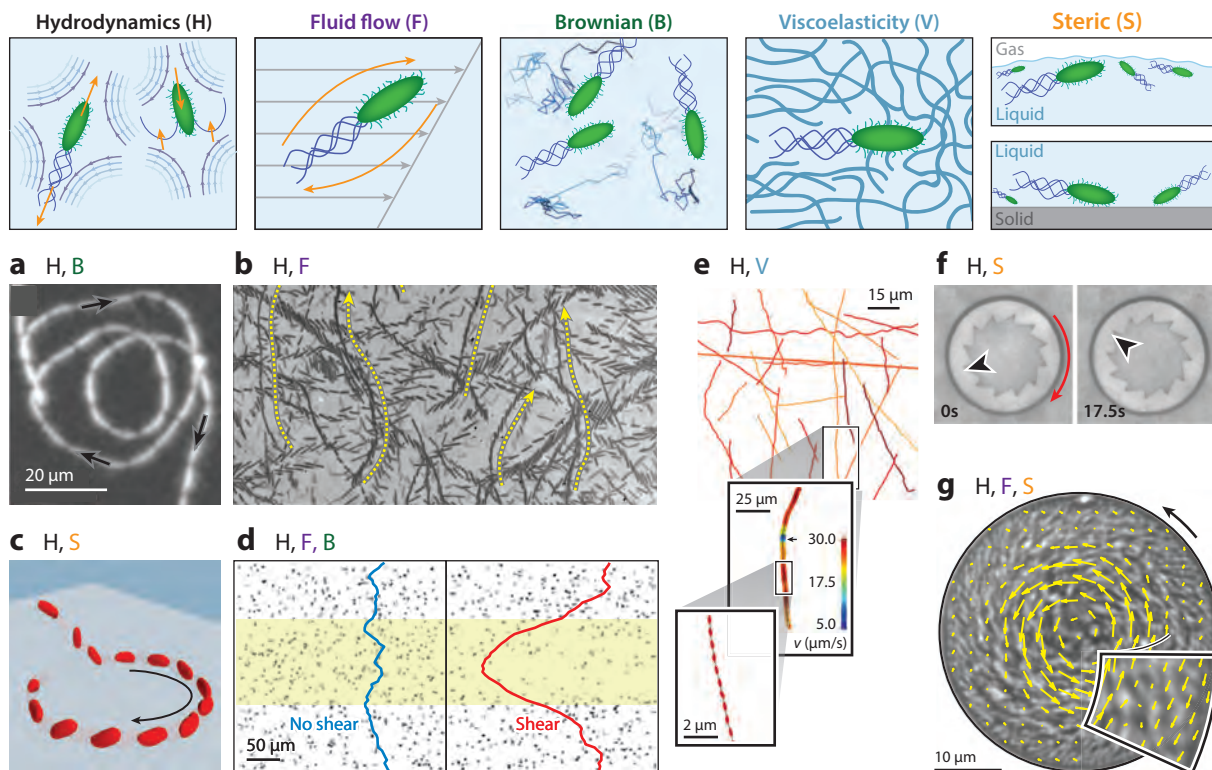 Hydrodynamics (H)
Fluid flow (F)
Brownian (B)
Viscoelasticity (V)
Steric (S)
Gas
Liquid
Liquid
Solid
a H, B
20 µm
b H, F
c H, S
d H, F, B
No shear
Shear
50 µm
e H, V
15 µm
25 µm
30.0
17.5
5.0
v (µm/s)
2 µm
f H, S
0s
17.5s
g H, F, S
10 µm